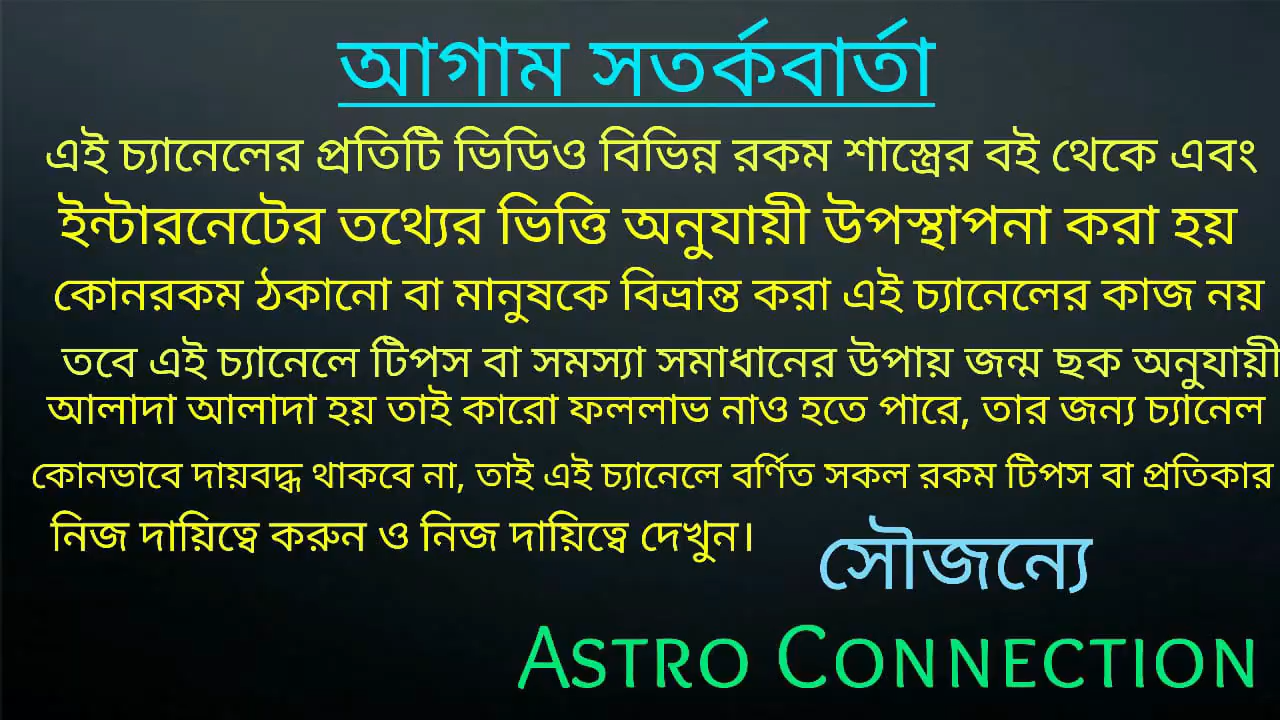 আগাম সতর্কবার্তা
এই চ্যানেলের প্রতিটি ভিডিও বিভিন্ন রকম শাস্ত্রের বই থেকে এবং
ইন্টারনেটের তথ্যের ভিত্তি অনুযায়ী উপস্থাপনা করা হয়
কোনরকম ঠকানো বা মানুষকে বিভ্রান্ত করা এই চ্যানেলের কাজ নয়
তবে এই চ্যানেলে টিপস বা সমস্যা সমাধানের উপায় জন্ম ছক অনুযায়ী
আলাদা আলাদা হয় তাই কারো ফললাভ নাও হতে পারে, তার জন্য চ্যানেল
কোনভাবে দায়বদ্ধ থাকবে না, তাই এই চ্যানেলে বর্ণিত সকল রকম টিপস বা প্রতিকার
নিজ দায়িত্বে করুন ও নিজ দায়িত্বে দেখুন।
সৌজন্যে
ASTRO CONNECTION